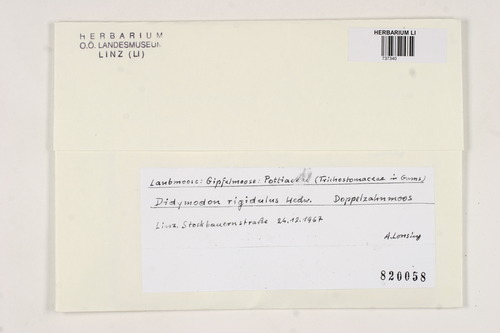 HERBARIUM
O.Ö. LANDESMUSEUM
LINZ (LI)
HERBARIUM LI
737340
Laubmoose: Gipfelmoose: (Trichostomaceae in Gams)
Didymodon rigidulus Hedw. Doppelzahnmoos
Linz. Stockbauernstraße 24.12.1967
A. Lonsing
820058